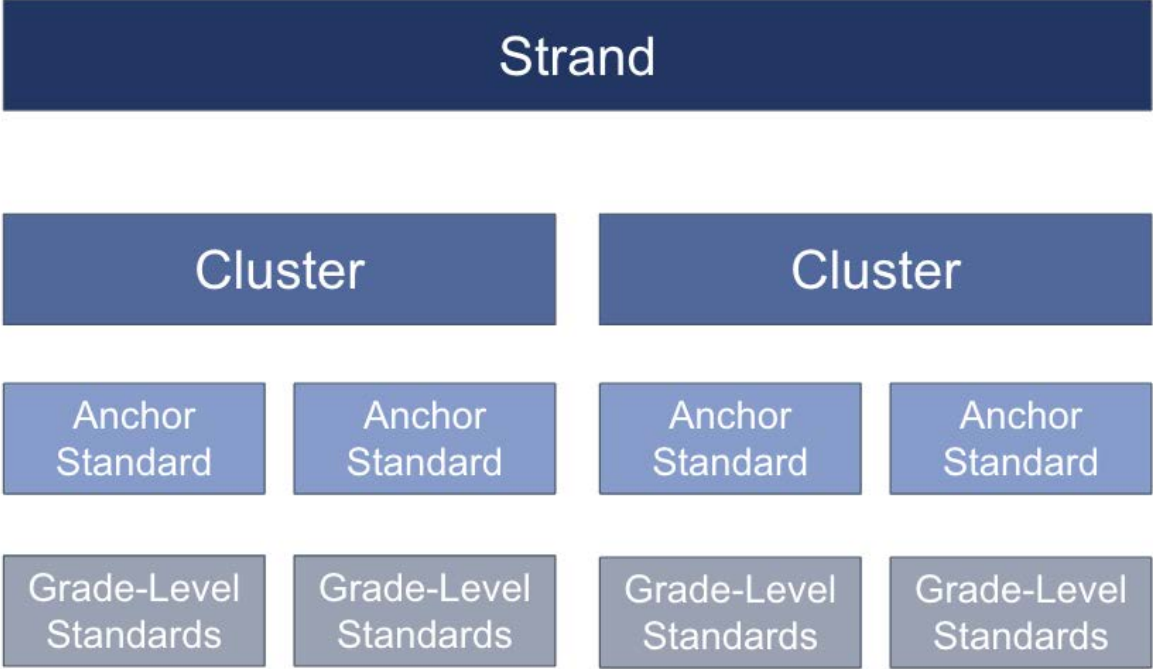 Strand
Cluster
Cluster
Anchor
Standard
Anchor
Standard
Anchor
Standard
Anchor
Standard
Grade-Level
Standards
Grade-Level
Standards
Grade-Level
Standards
Grade-Level
Standards